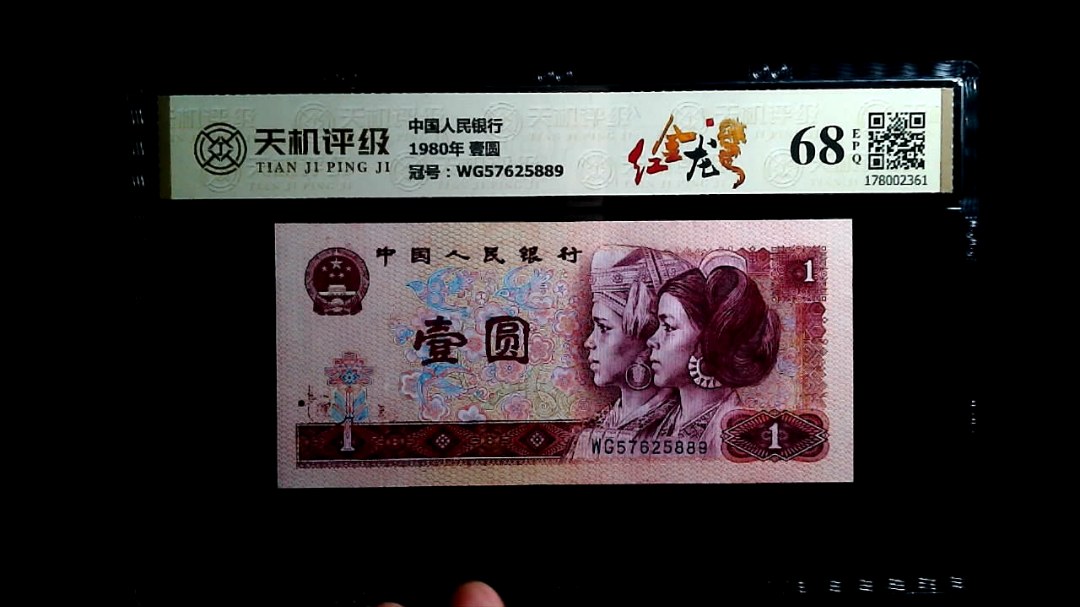 天机评级
TIAN JI PING JI
中国人民银行
1980年 壹圆
冠号：WG57625889
红金龙
68
EPQ
178002361
中国人民银行
1
壹圆
WG57625889
1
1